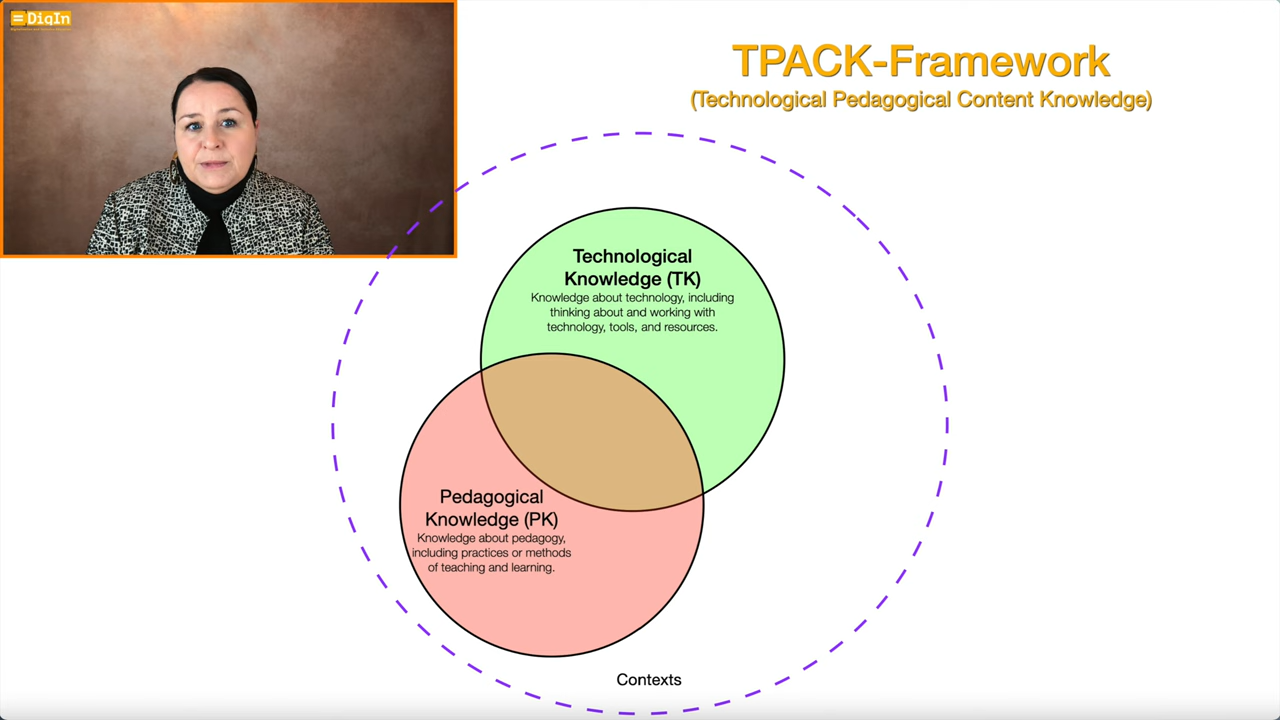 =DiqIn
TPACK-Framework
(Technological Pedagogical Content Knowledge)
Technological
Knowledge (TK)
Knowledge about technology, including
thinking about and working with
technology, tools, and resources.
Pedagogical
Knowledge (PK)
Knowledge about pedagogy,
including practices or methods
of teaching and learning.
Contexts